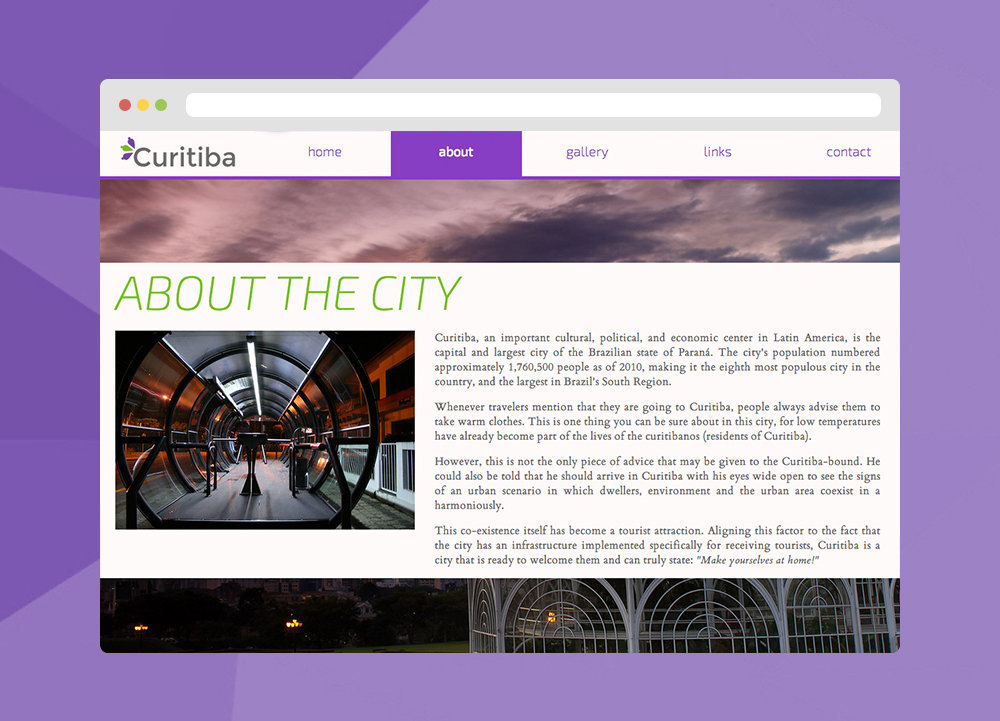 Curitiba
home
about
gallery
links
contact
ABOUT THE CITY
Curitiba, an important cultural, political, and economic center in Latin America, is the
capital and largest city of the Brazilian state of Paraná. The city's population numbered
approximately 1,760,500 people as of 2010, making it the eighth most populous city in the
country, and the largest in Brazil's South Region.
Whenever travelers mention that they are going to Curitiba, people always advise them to
take warm clothes. This is one thing you can be sure about in this city, for low temperatures
have already become part of the lives of the curitibanos (residents of Curitiba).
However, this is not the only piece of advice that may be given to the Curitiba-bound. He
could also be told that he should arrive in Curitiba with his eyes wide open to see the signs
of an urban scenario in which dwellers, environment and the urban area coexist in a
harmoniously.
This co-existence itself has become a tourist attraction. Aligning this factor to the fact that
the city has an infrastructure implemented specifically for receiving tourists, Curitiba is a
city that is ready to welcome them and can truly state: "Make yourselves at home!"